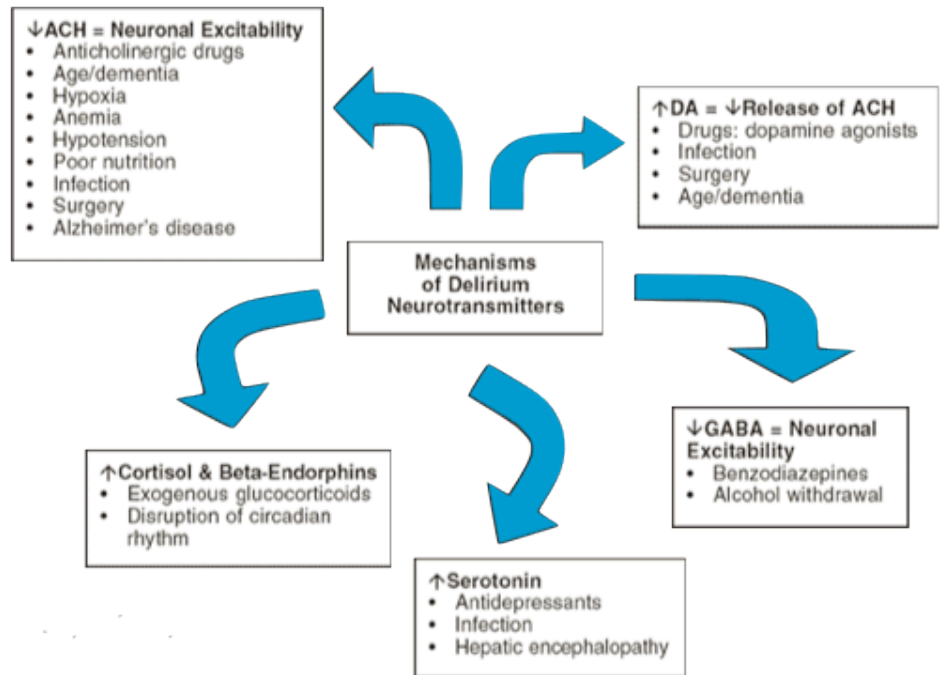 ↓ACH = Neuronal Excitability
• Anticholinergic drugs
• Age/dementia
• Hypoxia
• Anemia
• Hypotension
• Poor nutrition
• Infection
• Surgery
• Alzheimer's disease
↑DA = ↓Release of ACH
• Drugs: dopamine agonists
• Infection
• Surgery
• Age/dementia
Mechanisms
of Delirium
Neurotransmitters
↑Cortisol & Beta-Endorphins
• Exogenous glucocorticoids
• Disruption of circadian
rhythm
↓GABA = Neuronal
Excitability
• Benzodiazepines
• Alcohol withdrawal
↑Serotonin
• Antidepressants
• Infection
• Hepatic encephalopathy